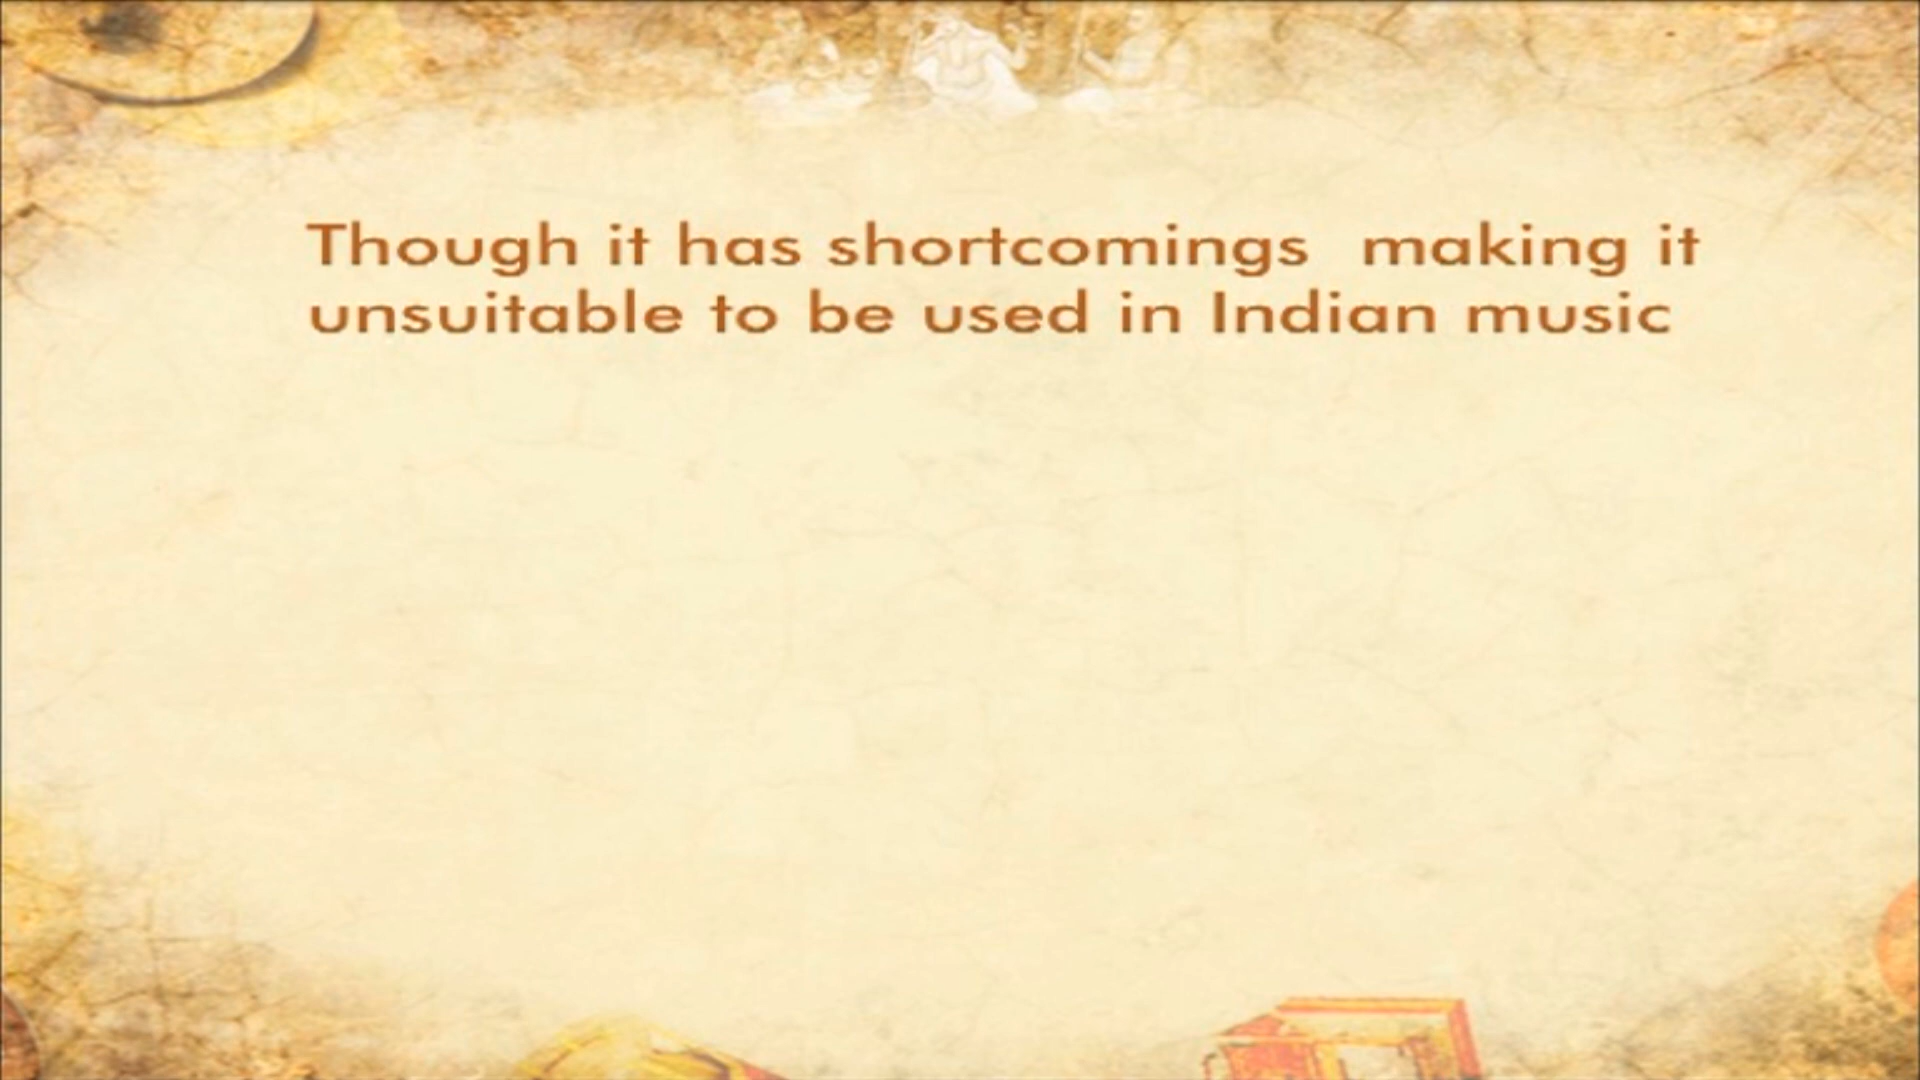 Though it has shortcomings making it
unsuitable to be used in Indian music